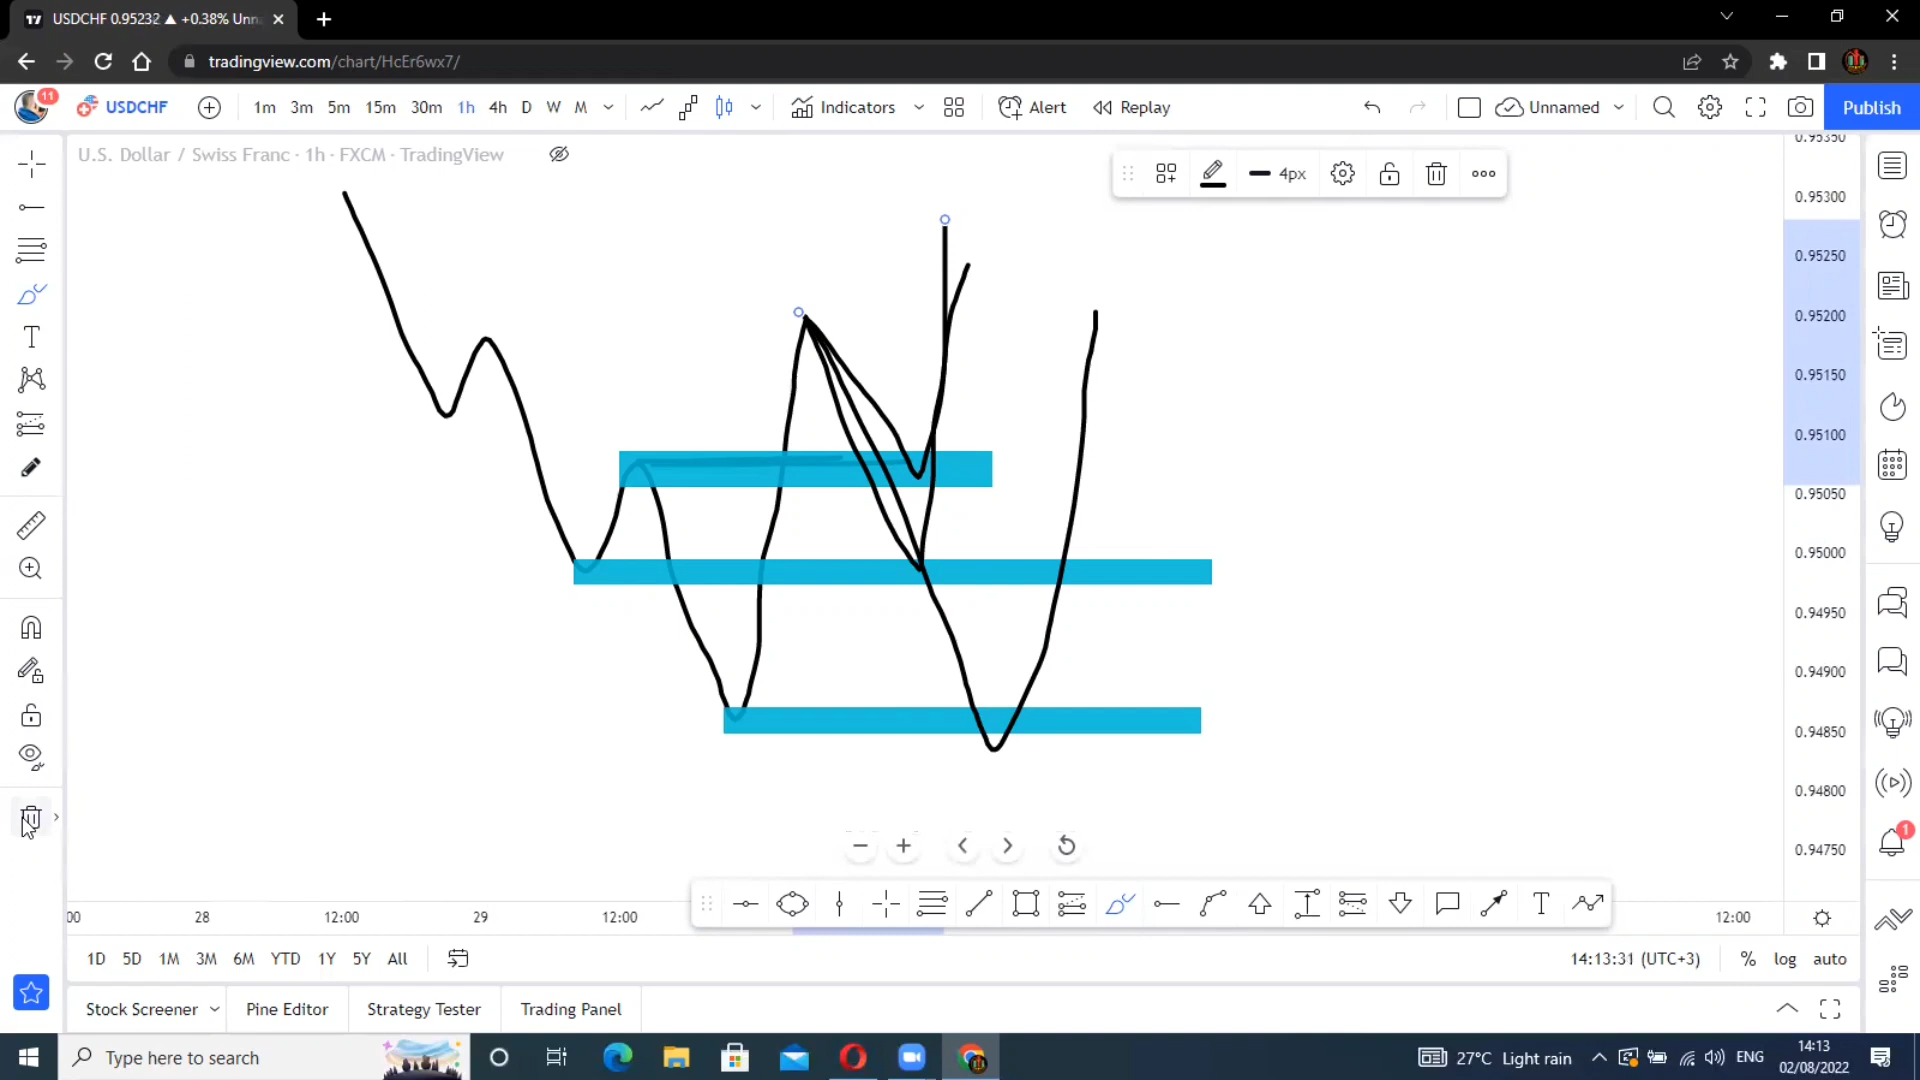 USDCHF 0.95232 ▲ +0.38% Unn
tradingview.com/chart/HcEr6wx7/
11
USDCHF
1m 3m 5m 15m 30m 1h 4h D W M
Indicators
Alert
Replay
Unnamed
Publish
U.S. Dollar / Swiss Franc · 1h · FXCM · TradingView
4px
0.95350
0.95300
0.95250
0.95200
0.95150
0.95100
0.95050
0.95000
0.94950
0.94900
0.94850
0.94800
0.94750
1
:00 28 12:00 29 12:00 12:00
1D 5D 1M 3M 6M YTD 1Y 5Y All
14:13:31 (UTC+3) % log auto
Stock Screener Pine Editor Strategy Tester Trading Panel
Type here to search
27°C Light rain
ENG
14:13
02/08/2022